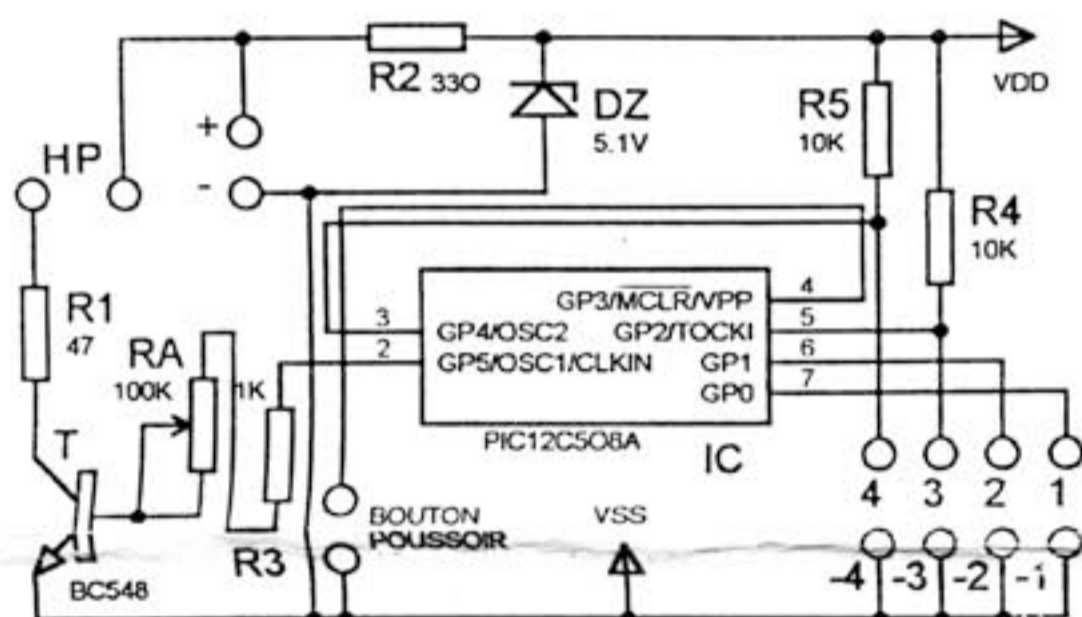 R2 330
VDD
DZ
5.1V
R5
10K
HP
+
-
R4
10K
R1
47
RA
100K
1K
T
3
2
GP4/OSC2
GP5/OSC1/CLKIN
GP3/MCLR/VPP
GP2/TOCKI
GP1
GP0
4
5
6
7
PIC12C508A
IC
4 3 2 1
BOUTON
POUSSOIR
VSS
R3
BC548
-4 -3 -2 -1